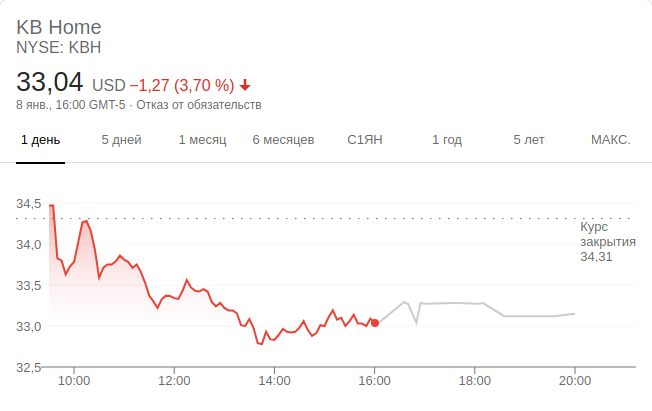 KB Home
NYSE: KBH
33,04 USD −1,27 (3,70 %)
8 янв., 16:00 GMT-5 · Отказ от обязательств
1 день 5 дней 1 месяц 6 месяцев С1ЯН 1 год 5 лет МАКС.
34,5
Курс
закрытия
34,31
34,0
33,5
33,0
32,5
10:00 12:00 14:00 16:00 18:00 20:00